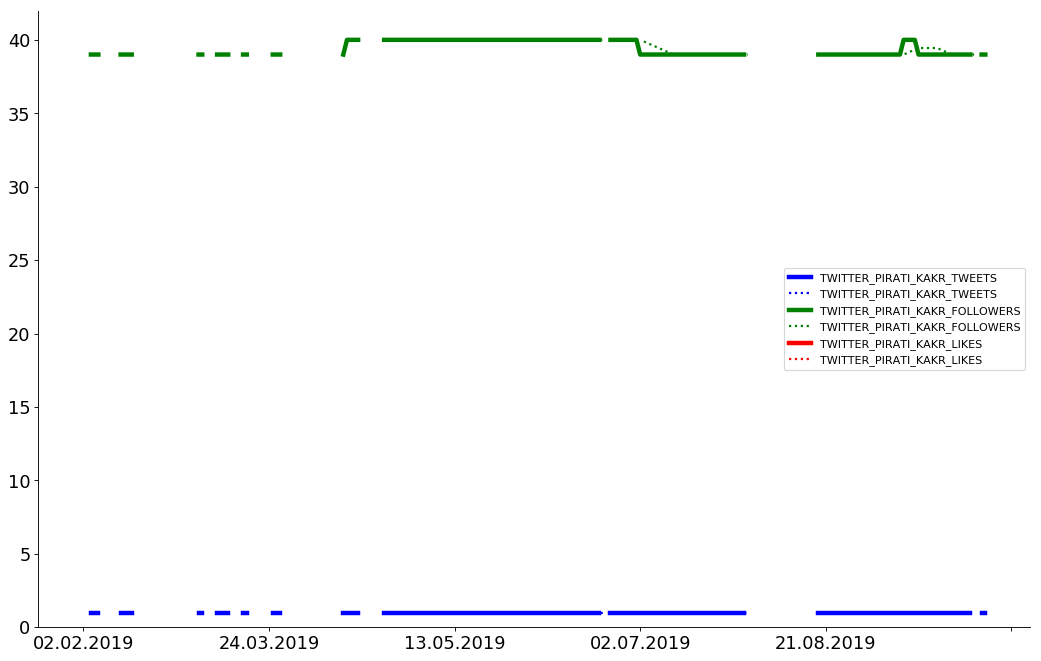 40
35
30
25
20
15
10
5
0
02.02.2019 24.03.2019 13.05.2019 02.07.2019 21.08.2019
TWITTER_PIRATI_KAKR_TWEETS
TWITTER_PIRATI_KAKR_TWEETS
TWITTER_PIRATI_KAKR_FOLLOWERS
TWITTER_PIRATI_KAKR_FOLLOWERS
TWITTER_PIRATI_KAKR_LIKES
TWITTER_PIRATI_KAKR_LIKES